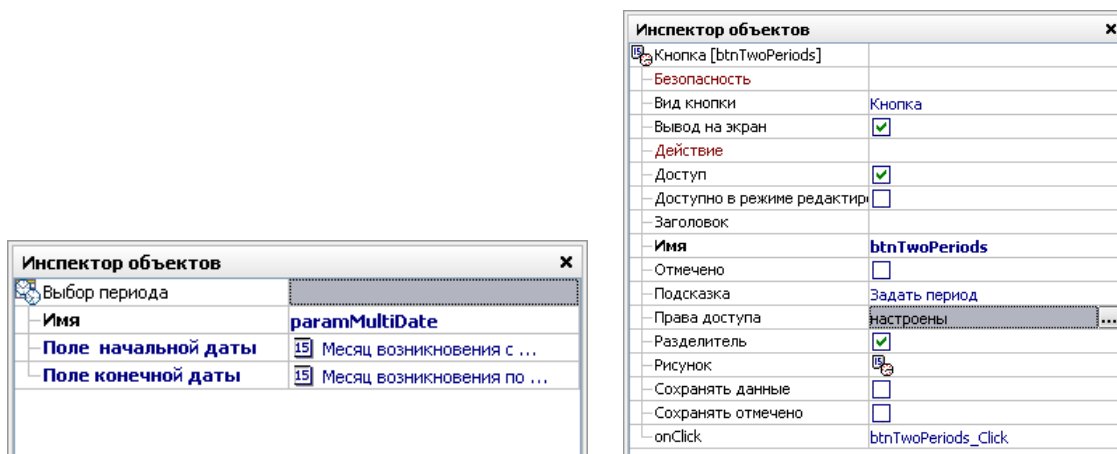 Инспектор объектов
Выбор периода
Имя paramMultiDate
Поле начальной даты 15 Месяц возникновения с ...
Поле конечной даты 15 Месяц возникновения по ...
Инспектор объектов
Кнопка [btnTwoPeriods]
Безопасность
Вид кнопки Кнопка
Вывод на экран
Действие
Доступ
Доступно в режиме редактир
Заголовок
Имя btnTwoPeriods
Отмечено
Подсказка Задать период
Права доступа настроены ...
Разделитель
Рисунок
Сохранять данные
Сохранять отмечено
onClick btnTwoPeriods_Click